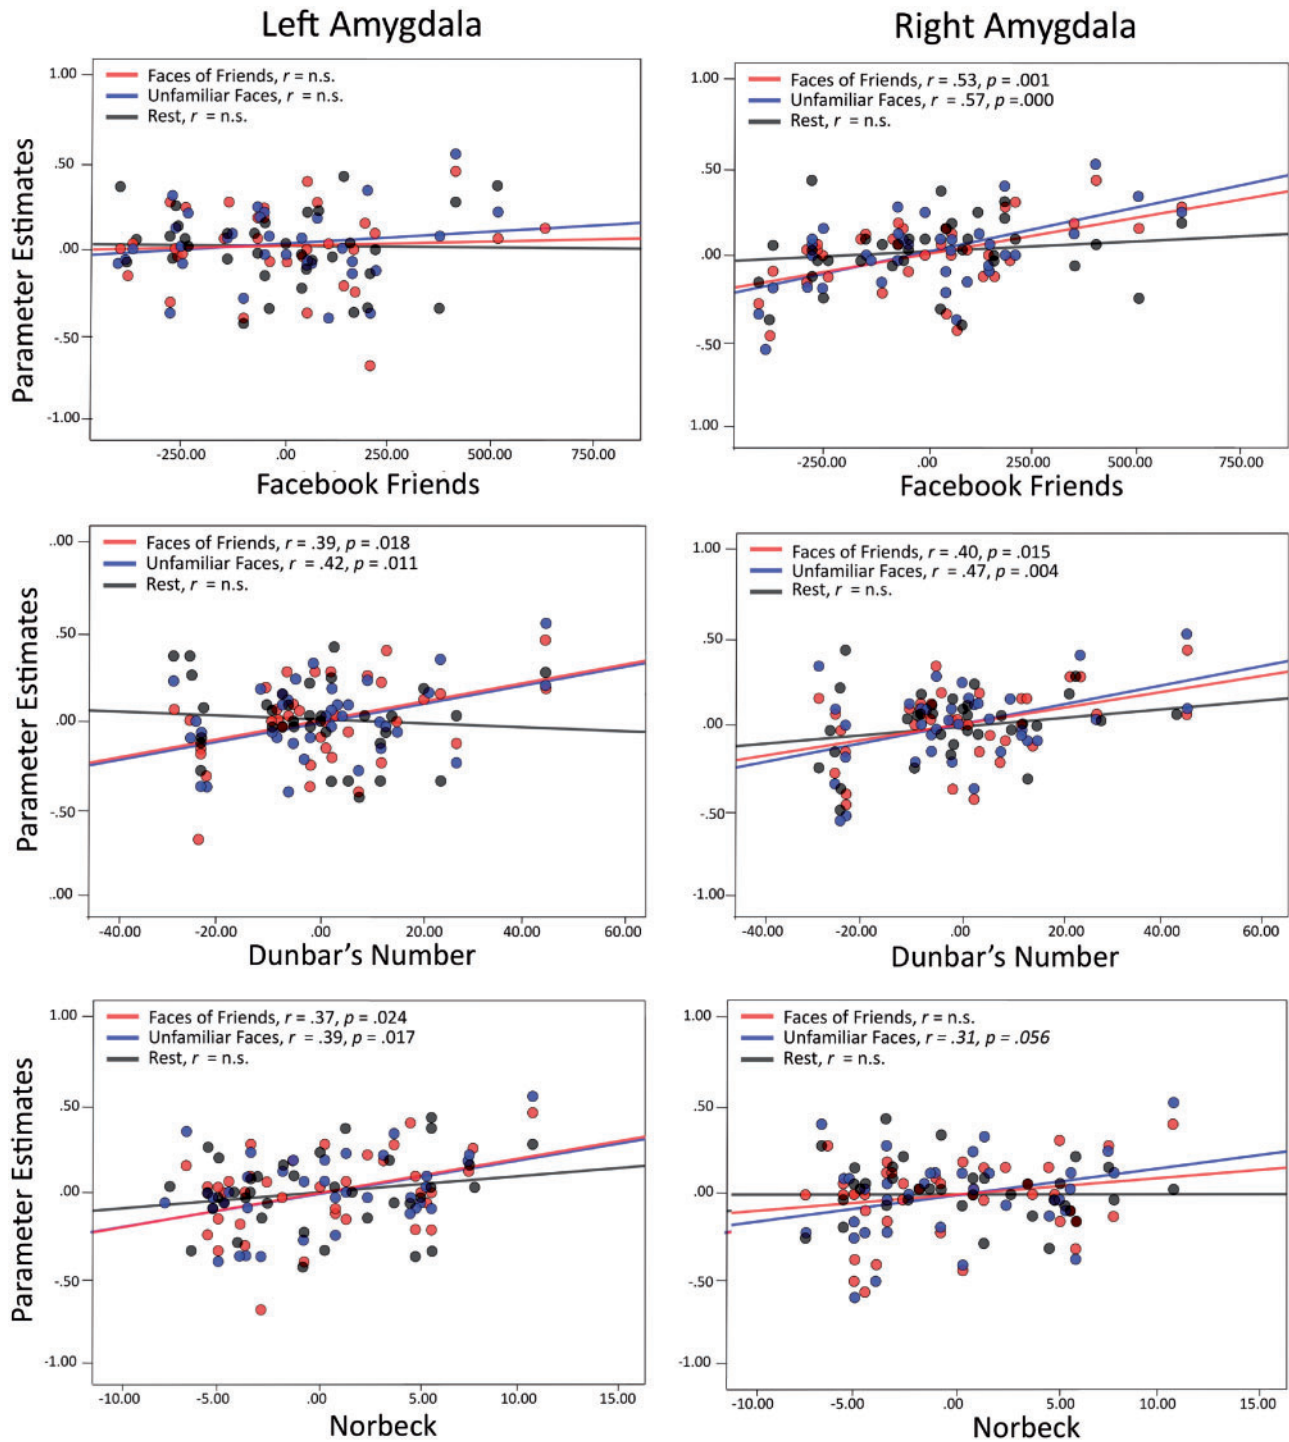 Left Amygdala
Right Amygdala
Faces of Friends, r = n.s.
Unfamiliar Faces, r = n.s.
Rest, r = n.s.
1.00
.50
.00
-.50
-1.00
Parameter Estimates
-250.00 .00 250.00 500.00 750.00
Facebook Friends
Faces of Friends, r = .53, p = .001
Unfamiliar Faces, r = .57, p =.000
Rest, r = n.s.
1.00
.50
.00
-.50
1.00
-250.00 .00 250.00 500.00 750.00
Facebook Friends
Faces of Friends, r = .39, p = .018
Unfamiliar Faces, r = .42, p = .011
Rest, r = n.s.
..00
.50
.00
-.50
..00
Parameter Estimates
-40.00 -20.00 .00 20.00 40.00 60.00
Dunbar's Number
Faces of Friends, r = .40, p = .015
Unfamiliar Faces, r = .47, p = .004
Rest, r = n.s.
1.00
.50
.00
-.50
-1.00
-40.00 -20.00 .00 20.00 40.00 60.00
Dunbar's Number
Faces of Friends, r = .37, p = .024
Unfamiliar Faces, r = .39, p = .017
Rest, r = n.s.
1.00
.50
.00
-.50
-1.00
Parameter Estimates
-10.00 -5.00 .00 5.00 10.00 15.00
Norbeck
Faces of Friends, r = n.s.
Unfamiliar Faces, r = .31, p = .056
Rest, r = n.s.
1.00
.50
.00
-.50
-1.00
-10.00 -5.00 .00 5.00 10.00 15.00
Norbeck